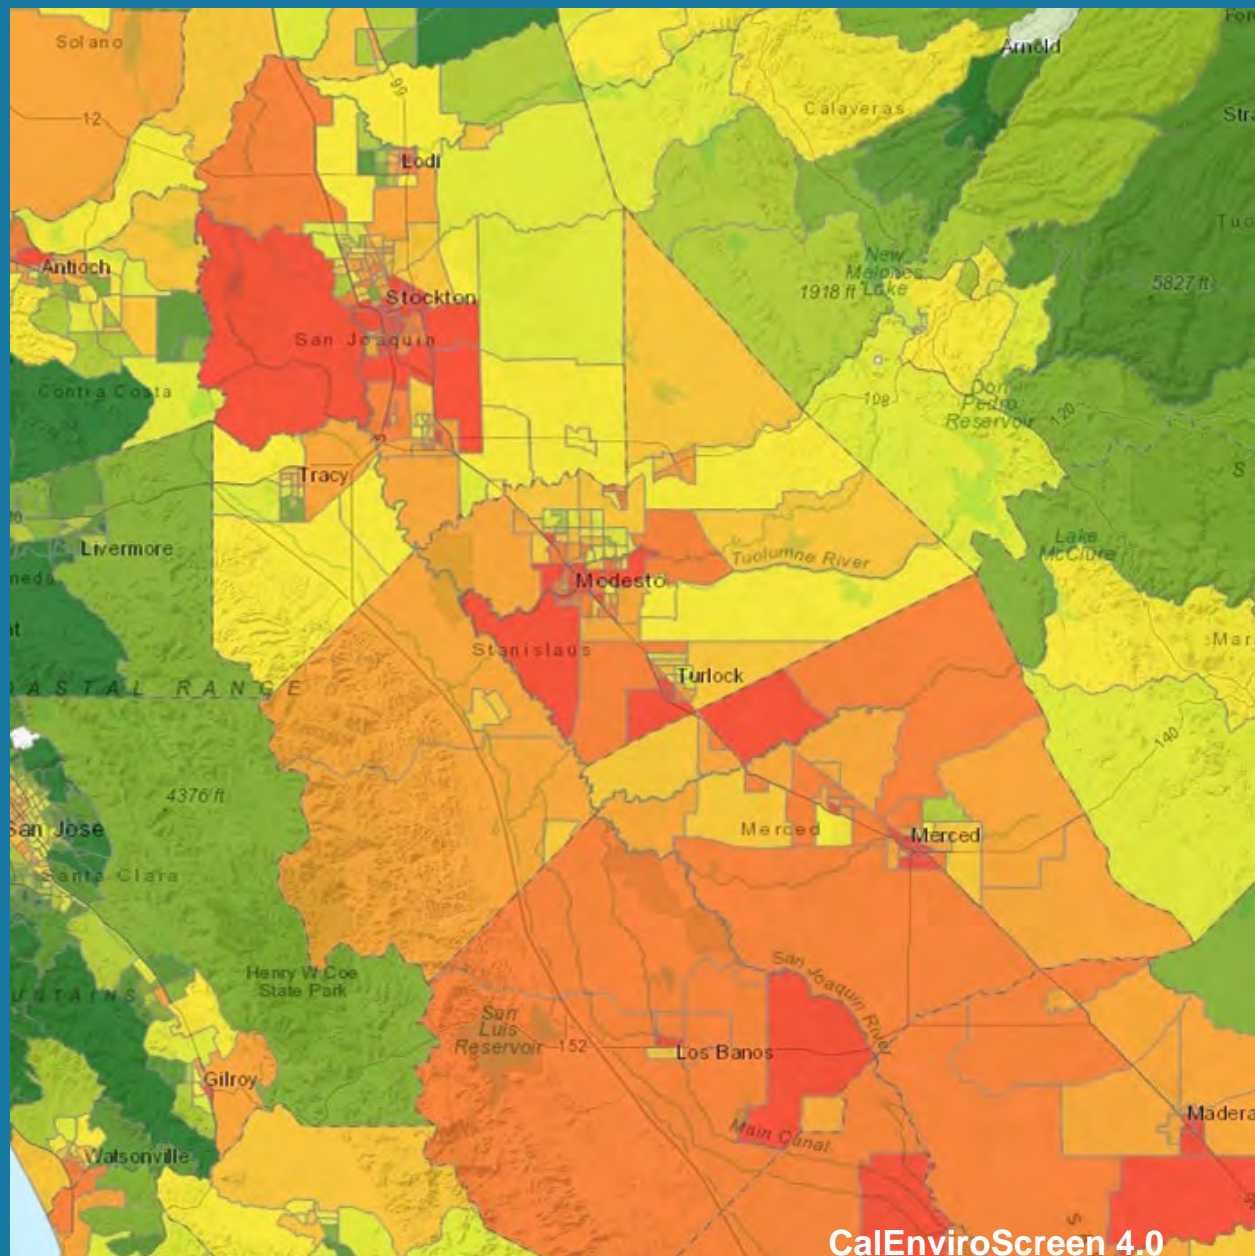 Solano
99
Arnold
Calaveras
12
Lodi
Antioch
New
Melones
Lake
1918 ft
5827 ft
Stockton
San Joaquin
Contra Costa
108
Don
Pedro
Reservoir
120
Tracy
Lake
McClure
Livermore
Tuolumne River
Modesto
Stanislaus
Turlock
COASTAL RANGE
140
4376 ft
San Jose
Merced
Merced
Santa Clara
Henry W Coe
State Park
San Joaquin River
San
Luis
Reservoir
152
Los Banos
Gilroy
Madera
Main Canal
Watsonville
5
CalEnviroScreen 4.0